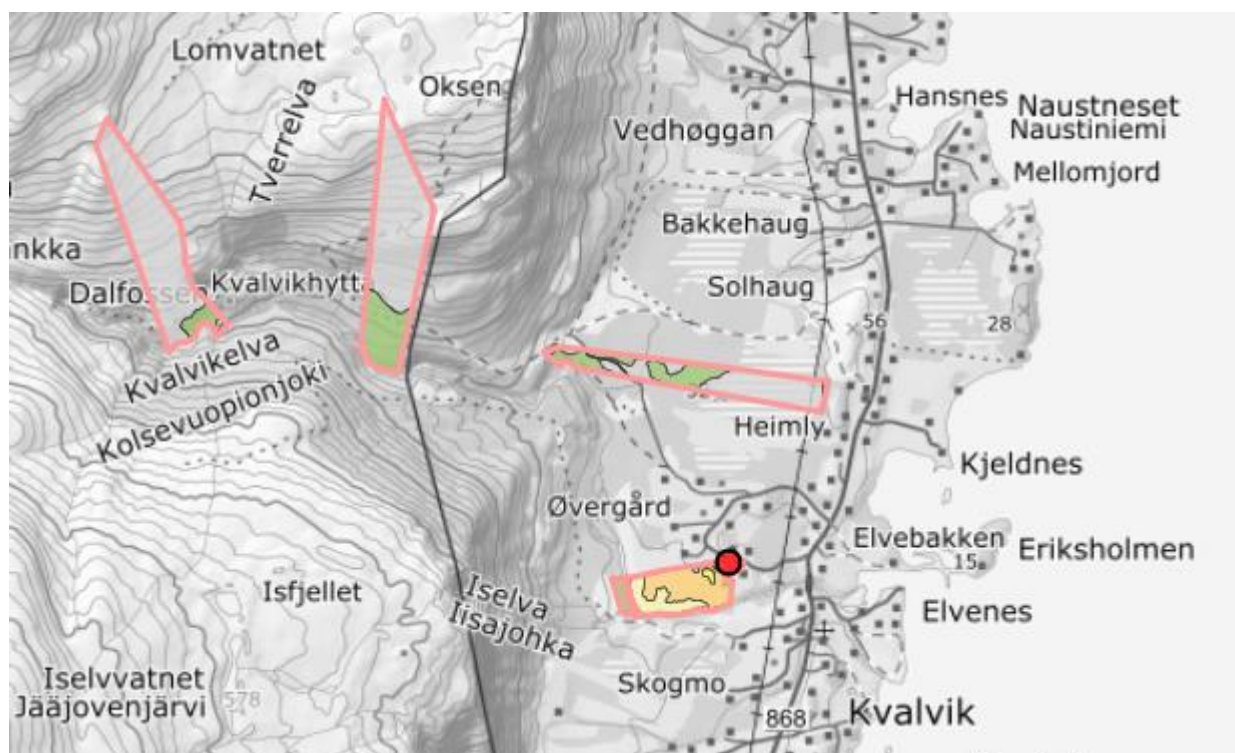 Lomvatnet
Oksen
Tverrelva
Vedhøggan
Hansnes
Naustneset
Naustiniemi
Mellomjord
Bakkehaug
ankka
Dalfossen
Kvalvikhytta
Solhaug
56
28
Kvalvikelva
Kolsevuopionjoki
Heimly
Kjeldnes
Øvergård
Elvebakken
15
Eriksholmen
Isfjellet
Iselva
Iisajohka
Elvenes
Iselvvatnet
Jääjovenjärvi
578
Skogmo
868
Kvalvik